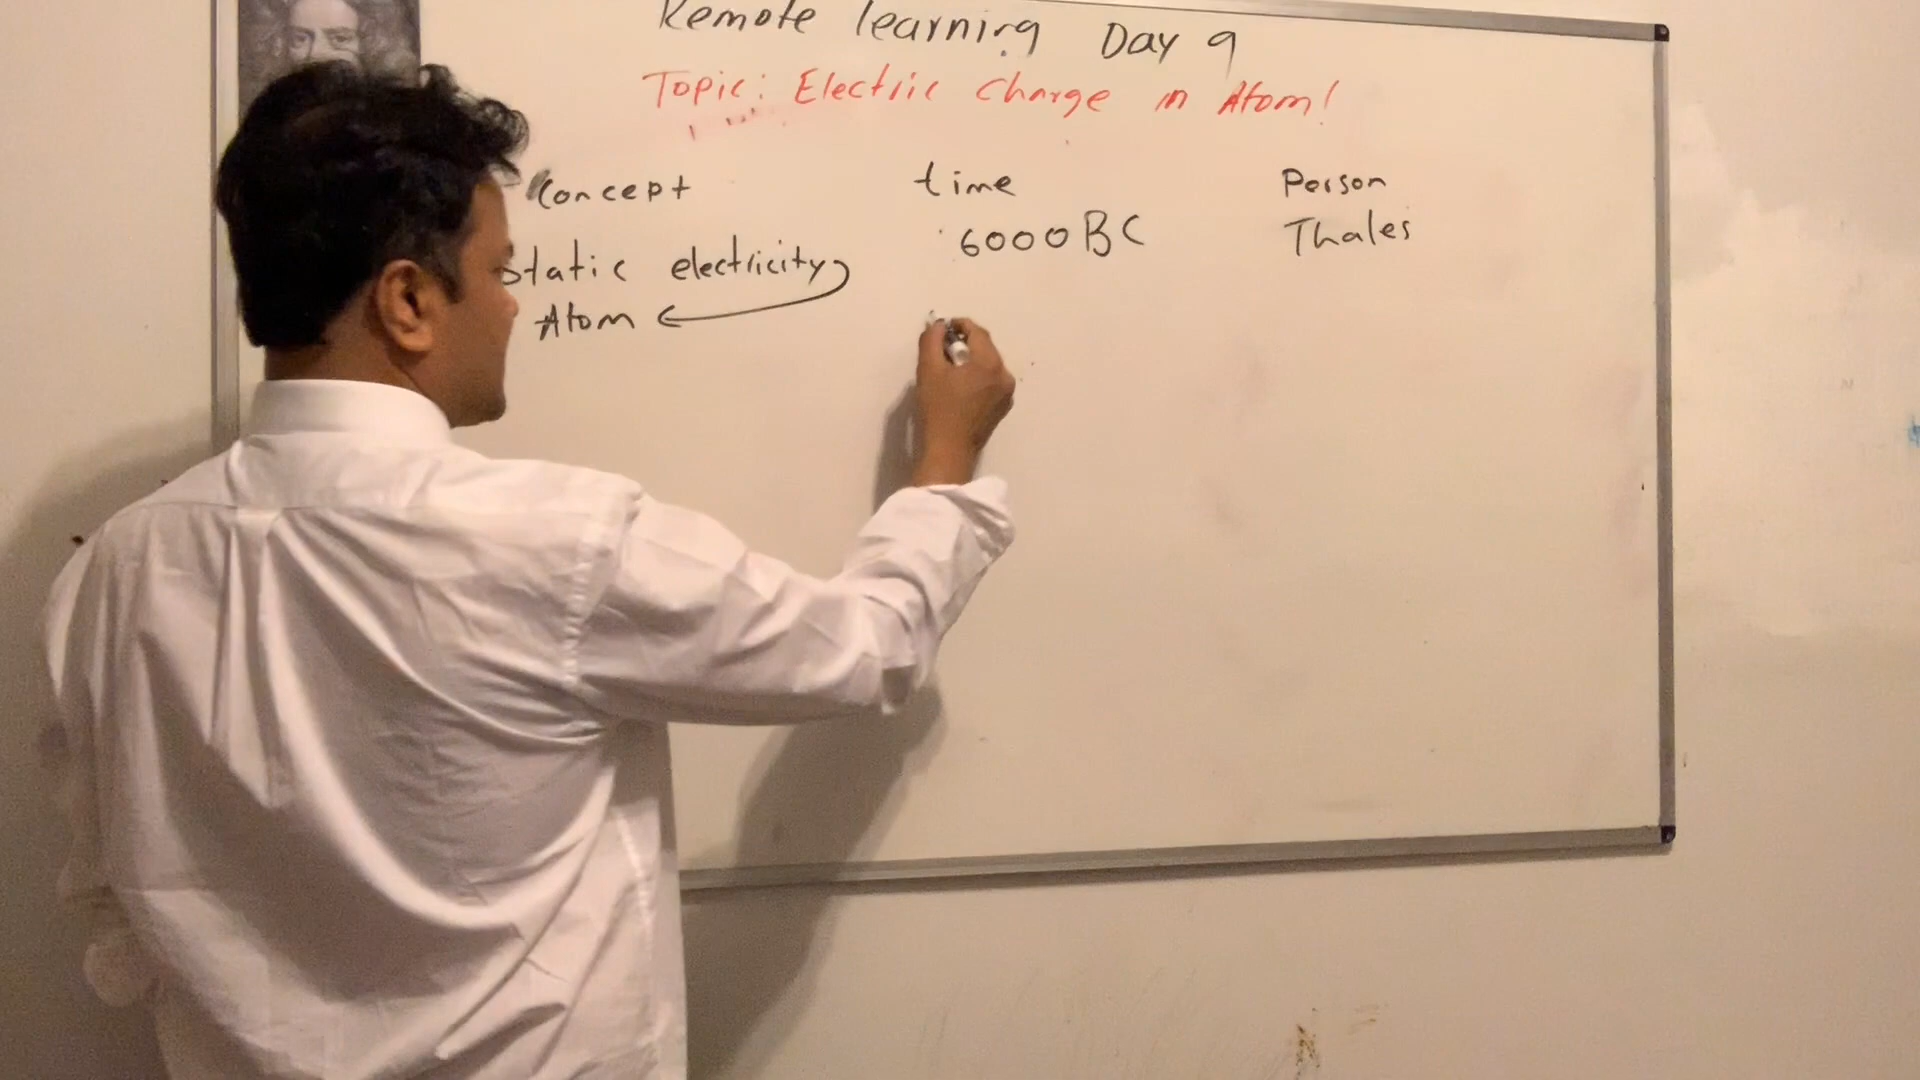 Remote learning Day 9
Topic: Electric Charge in Atom!
Concept time Person
Static electricity 6000 BC Thales
Atom